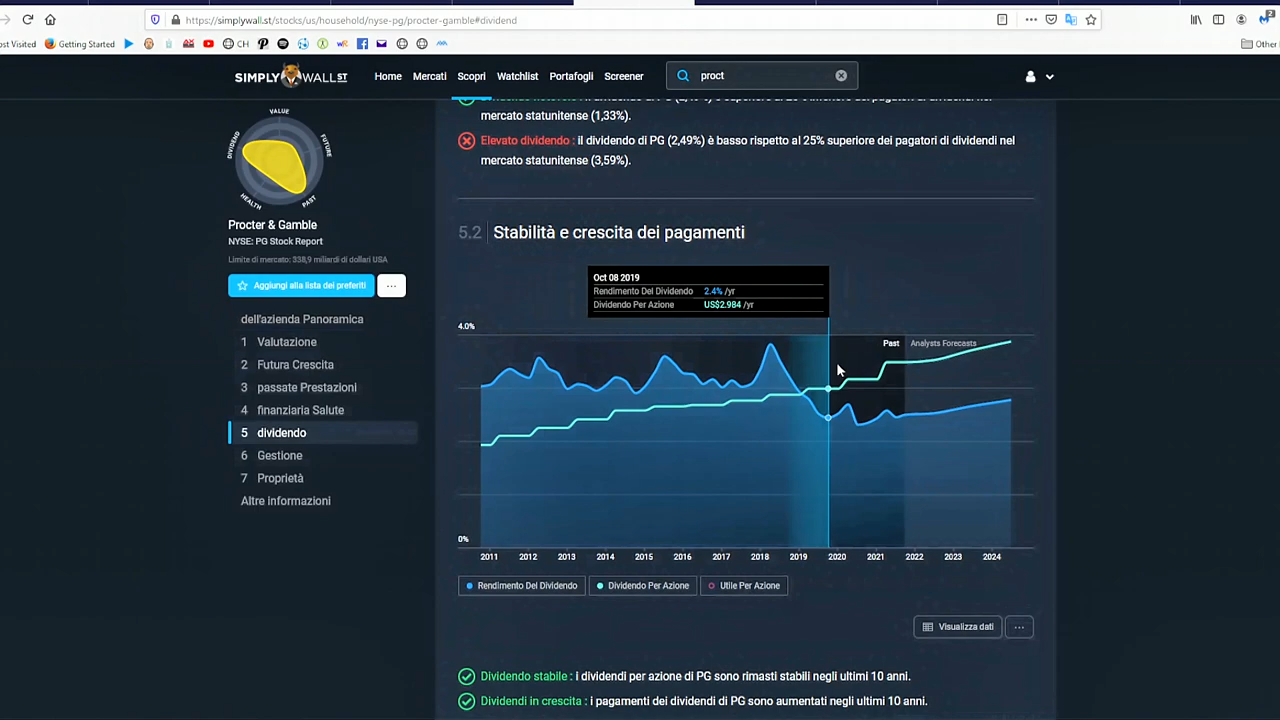 https://simplywall.st/stocks/us/household/nyse-pg/procter-gamble#dividend
ost Visited
Getting Started
CH
Other
SIMPLY WALL ST
Home
Mercati
Scopri
Watchlist
Portafogli
Screener
proct
VALUE
FUTURE
PAST
HEALTH
DIVIDEND
Procter & Gamble
NYSE: PG Stock Report
Limite di mercato: 338,9 miliardi di dollari USA
Aggiungi alla lista dei preferiti
dell'azienda Panoramica
1 Valutazione
2 Futura Crescita
3 passate Prestazioni
4 finanziaria Salute
5 dividendo
6 Gestione
7 Proprietà
Altre informazioni
mercato statunitense (1,33%).
Elevato dividendo : il dividendo di PG (2,49%) è basso rispetto al 25% superiore dei pagatori di dividendi nel
mercato statunitense (3,59%).
5.2 Stabilità e crescita dei pagamenti
Oct 08 2019
Rendimento Del Dividendo 2.4% /yr
Dividendo Per Azione US$2.984 /yr
4.0%
Past
Analysts Forecasts
0%
2011 2012 2013 2014 2015 2016 2017 2018 2019 2020 2021 2022 2023 2024
Rendimento Del Dividendo
Dividendo Per Azione
Utile Per Azione
Visualizza dati
Dividendo stabile : i dividendi per azione di PG sono rimasti stabili negli ultimi 10 anni.
Dividendi in crescita : i pagamenti dei dividendi di PG sono aumentati negli ultimi 10 anni.